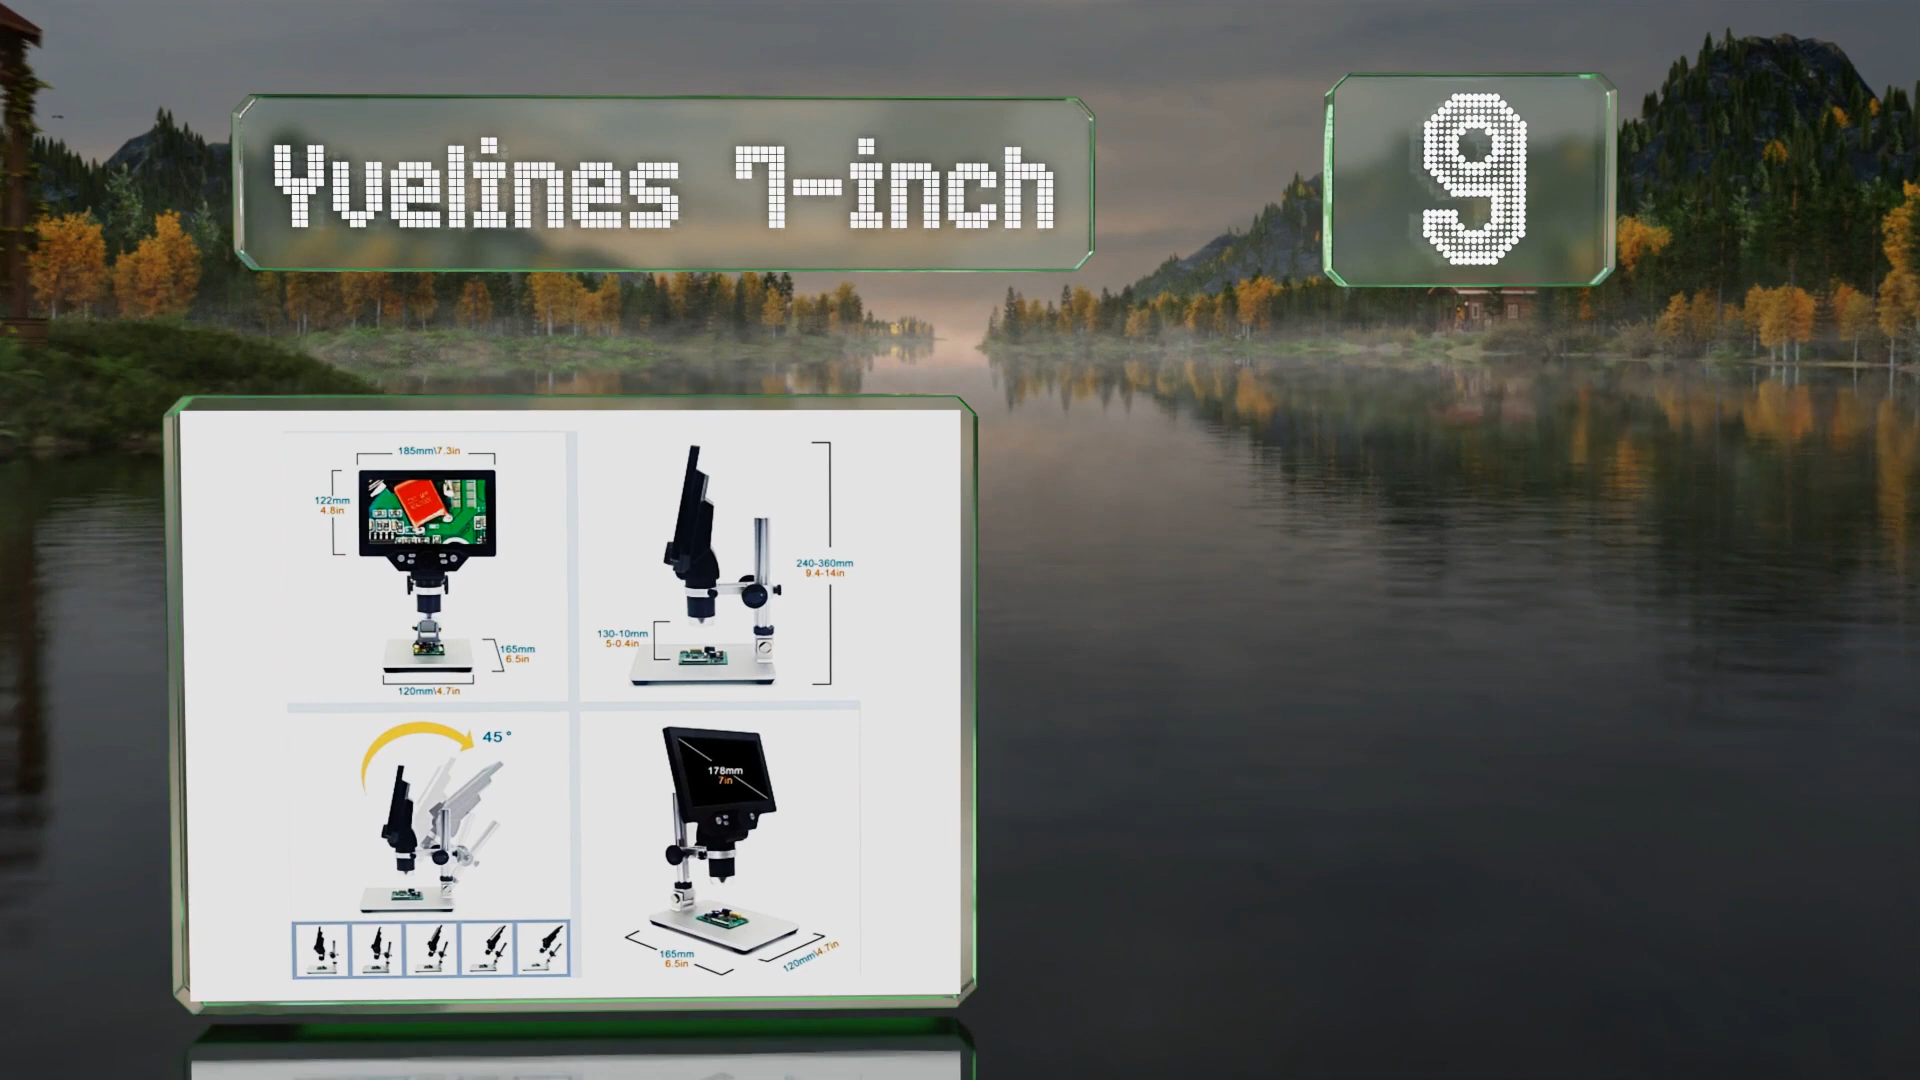 Yvelines 7-inch
9
185mm\7.3in
122mm
4.8in
165mm
6.5in
120mm\4.7in
240-360mm
9.4-14in
130-10mm
5-0.4in
45°
178mm
7in
165mm
6.5in
120mm\4.7in